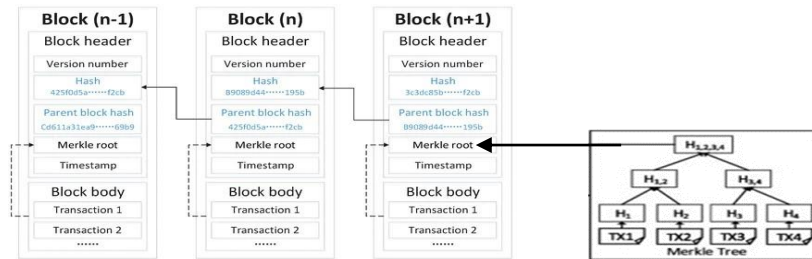 Block (n-1)
Block header
Version number
Hash
425f0d5a······f2cb
Parent block hash
Cd611a31ea9······69b9
Merkle root
Timestamp
Block body
Transaction 1
Transaction 2
······
Block (n)
Block header
Version number
Hash
89089d44······195b
Parent block hash
425f0d5a······f2cb
Merkle root
Timestamp
Block body
Transaction 1
Transaction 2
······
Block (n+1)
Block header
Version number
Hash
3c3dc85b······f2cb
Parent block hash
89089d44······195b
Merkle root
Timestamp
Block body
Transaction 1
Transaction 2
······
H1,2,3,4
H1,2 H3,4
H1 H2 H3 H4
TX1 TX2 TX3 TX4
Merkle Tree